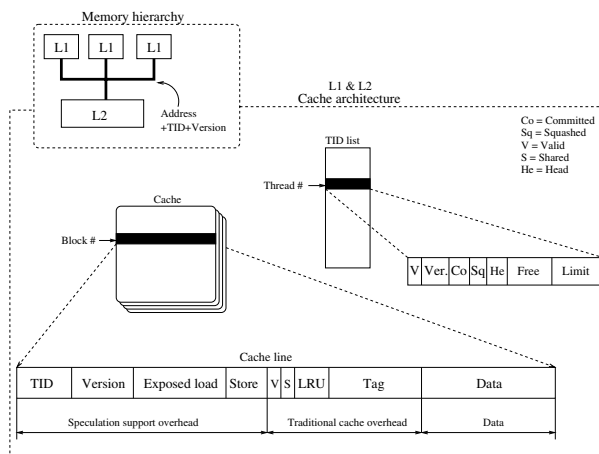 Memory hierarchy
L1 L1 L1
L2
Address
+TID+Version
L1 & L2
Cache architecture
Co = Committed
Sq = Squashed
V = Valid
S = Shared
He = Head
TID list
Thread #
V Ver. Co Sq He Free Limit
Cache
Block #
Cache line
TID Version Exposed load Store V S LRU Tag Data
Speculation support overhead Traditional cache overhead Data